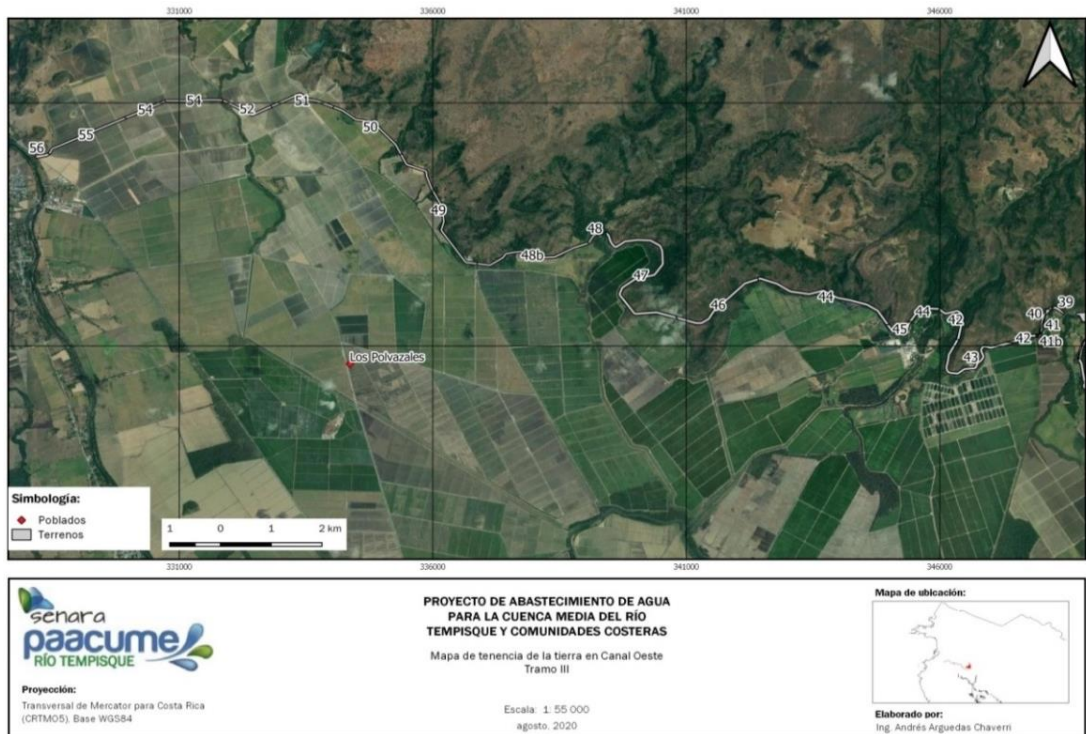 331000 336000 341000 346000
56
55
54
54
52
51
50
49
48b
48
47
46
44
45
44
42
43
42
40
39
41
41b
Los Polvazales
Simbología:
Poblados
Terrenos
1 0 1 2 km
331000 336000 341000 346000
senara
paacume
RÍO TEMPISQUE
Proyección:
Transversal de Mercator para Costa Rica
(CRTM05). Base WGS84
PROYECTO DE ABASTECIMIENTO DE AGUA
PARA LA CUENCA MEDIA DEL RÍO
TEMPISQUE Y COMUNIDADES COSTERAS
Mapa de tenencia de la tierra en Canal Oeste
Tramo III
Escala: 1: 55 000
agosto, 2020
Mapa de ubicación:
Elaborado por:
Ing. Andrés Arguedas Chaverri